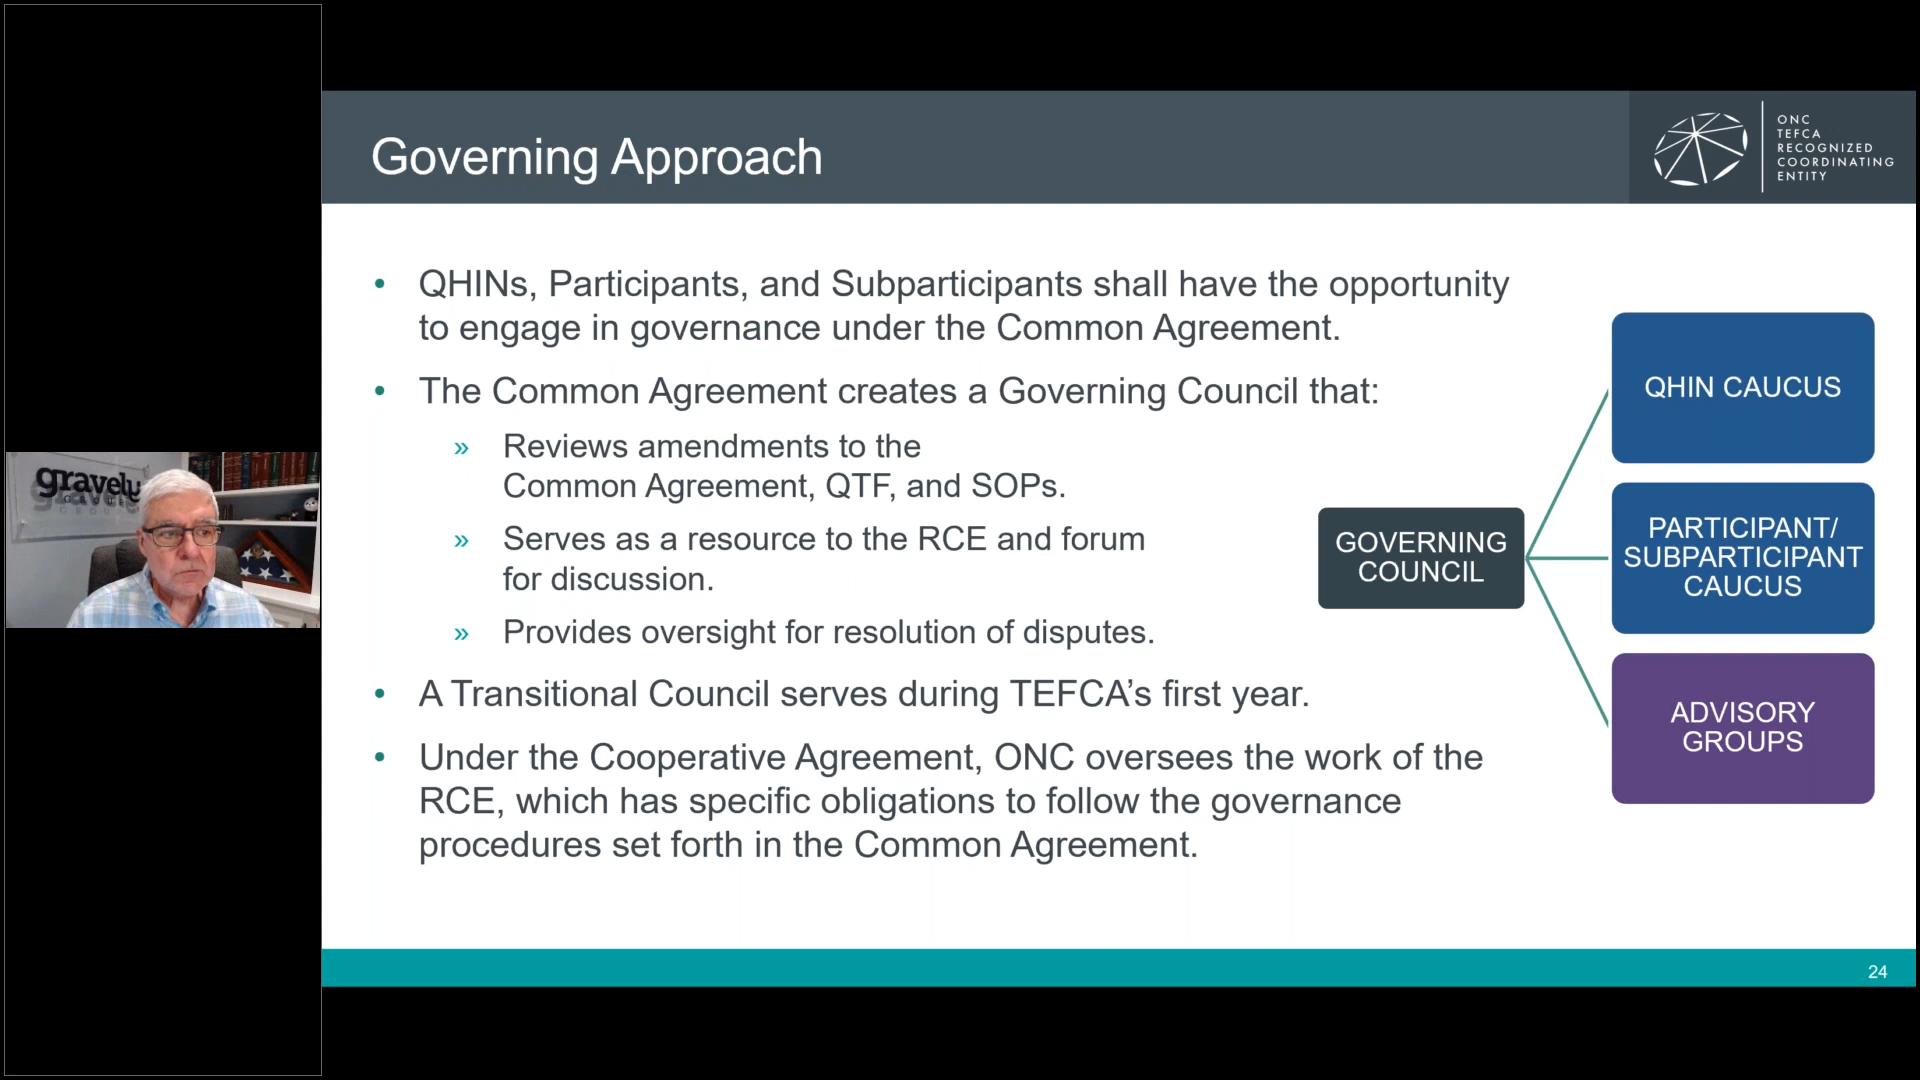 Governing Approach
ONC
TEFCA
RECOGNIZED
COORDINATING
ENTITY
• QHINs, Participants, and Subparticipants shall have the opportunity
to engage in governance under the Common Agreement.
• The Common Agreement creates a Governing Council that:
» Reviews amendments to the
Common Agreement, QTF, and SOPs.
» Serves as a resource to the RCE and forum
for discussion.
» Provides oversight for resolution of disputes.
• A Transitional Council serves during TEFCA’s first year.
• Under the Cooperative Agreement, ONC oversees the work of the
RCE, which has specific obligations to follow the governance
procedures set forth in the Common Agreement.
GOVERNING
COUNCIL
QHIN CAUCUS
PARTICIPANT/
SUBPARTICIPANT
CAUCUS
ADVISORY
GROUPS
24
gravely
GROUP